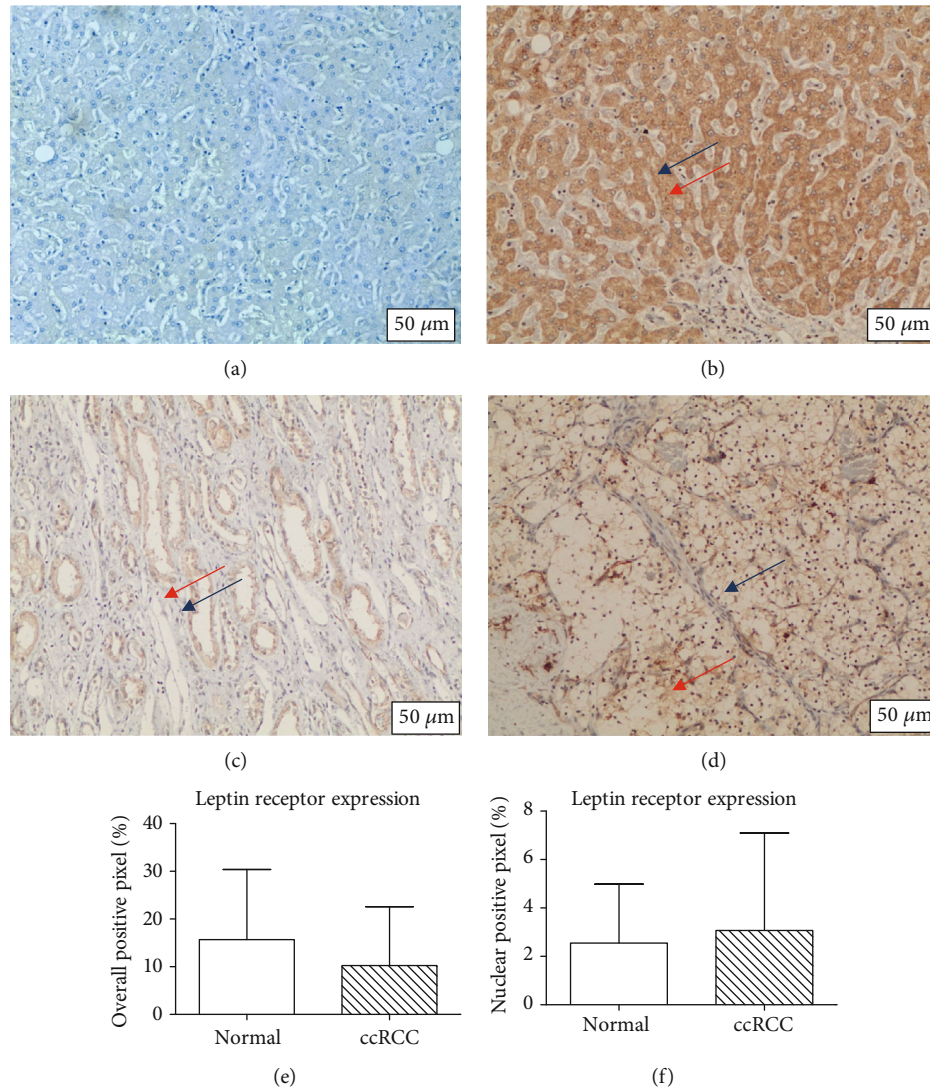 50 μm
50 μm
(a)
(b)
50 μm
50 μm
(c)
(d)
Leptin receptor expression
Overall positive pixel (%)
40
30
20
10
0
Normal
ccRCC
(e)
Leptin receptor expression
Nuclear positive pixel (%)
8
6
4
2
0
Normal
ccRCC
(f)